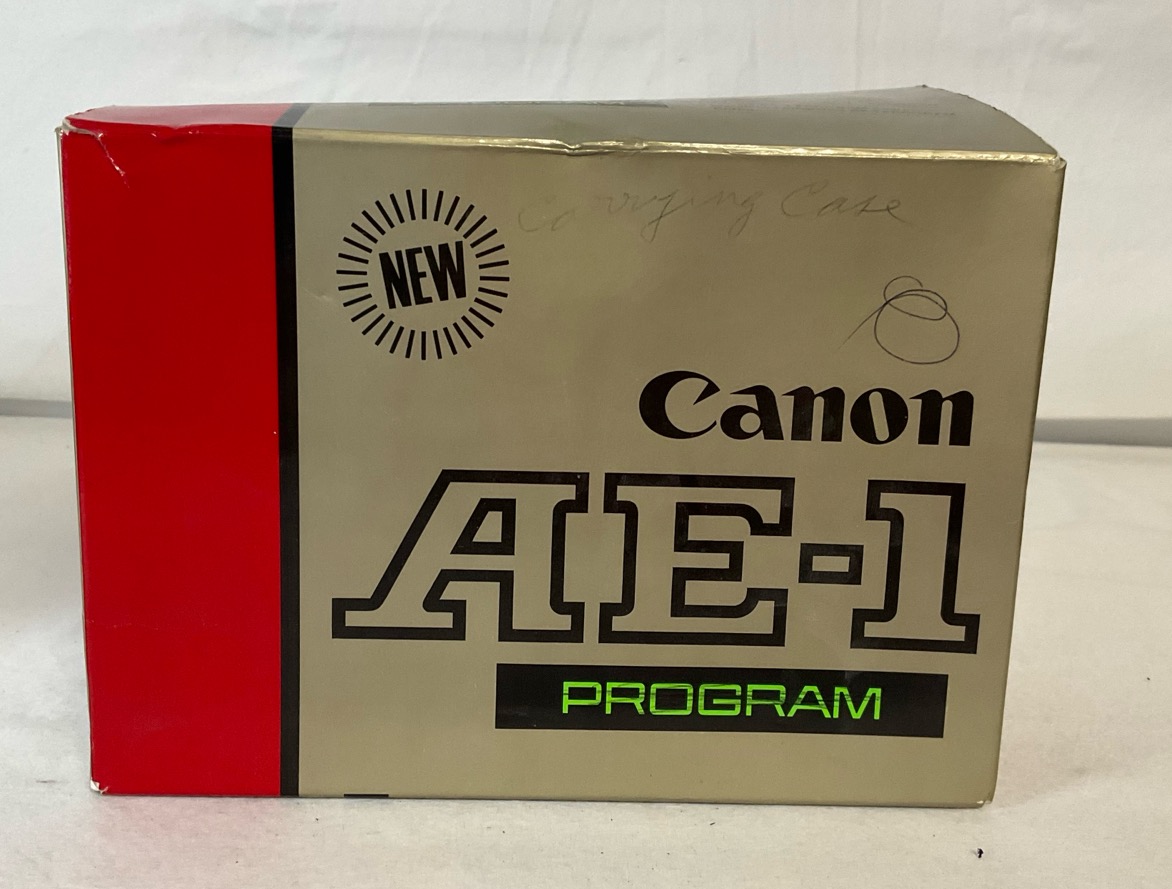 Carrying Case
NEW
Canon
AE-1
PROGRAM